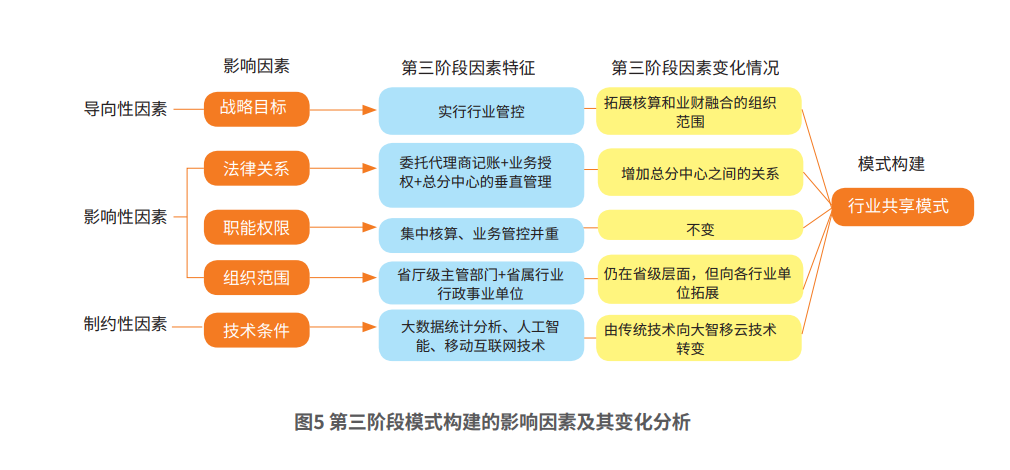 影响因素
第三阶段因素特征
第三阶段因素变化情况
导向性因素
战略目标
实行行业管控
拓展核算和业财融合的组织
范围
法律关系
委托代理商记账+业务授
权+总分中心的垂直管理
增加总分中心之间的关系
模式构建
行业共享模式
影响性因素
职能权限
集中核算、业务管控并重
不变
组织范围
省厅级主管部门+省属行业
行政事业单位
仍在省级层面，但向各行业单
位拓展
制约性因素
技术条件
大数据统计分析、人工智
能、移动互联网技术
由传统技术向大智移云技术
转变
图5 第三阶段模式构建的影响因素及其变化分析